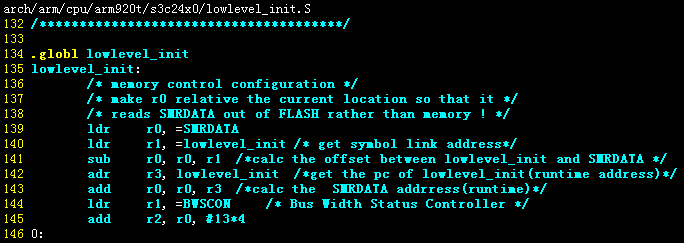 arch/arm/cpu/arm920t/s3c24x0/lowlevel_init.S
132 /***************************************/
133
134 .globl lowlevel_init
135 lowlevel_init:
136 /* memory control configuration */
137 /* make r0 relative the current location so that it */
138 /* reads SMRDATA out of FLASH rather than memory ! */
139 ldr r0, =SMRDATA
140 ldr r1, =lowlevel_init /* get symbol link address*/
141 sub r0, r0, r1 /*calc the offset between lowlevel_init and SMRDATA */
142 adr r3, lowlevel_init /*get the pc of lowlevel_init(runtime address)*/
143 add r0, r0, r3 /*calc the SMRDATA adrress(runtime)*/
144 ldr r1, =BWSCON /* Bus Width Status Controller */
145 add r2, r0, #13*4
146 0: